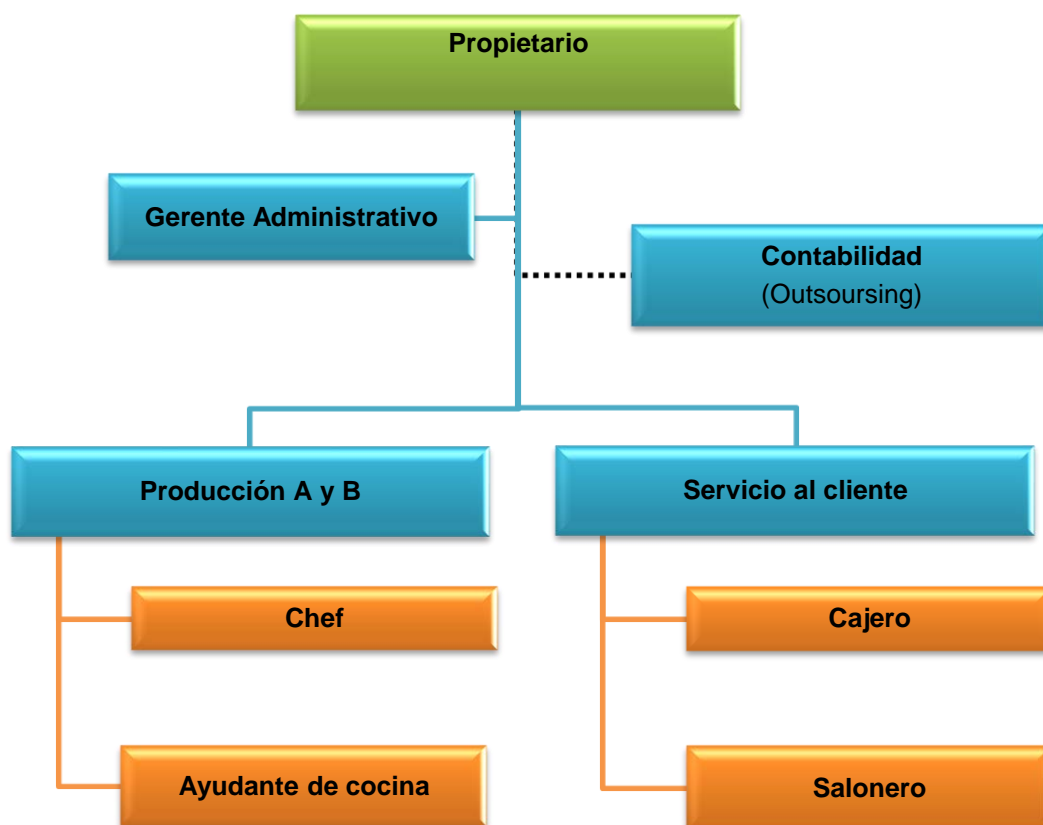 Propietario
Gerente Administrativo
Contabilidad
(Outsoursing)
Producción A y B
Servicio al cliente
Chef
Cajero
Ayudante de cocina
Salonero